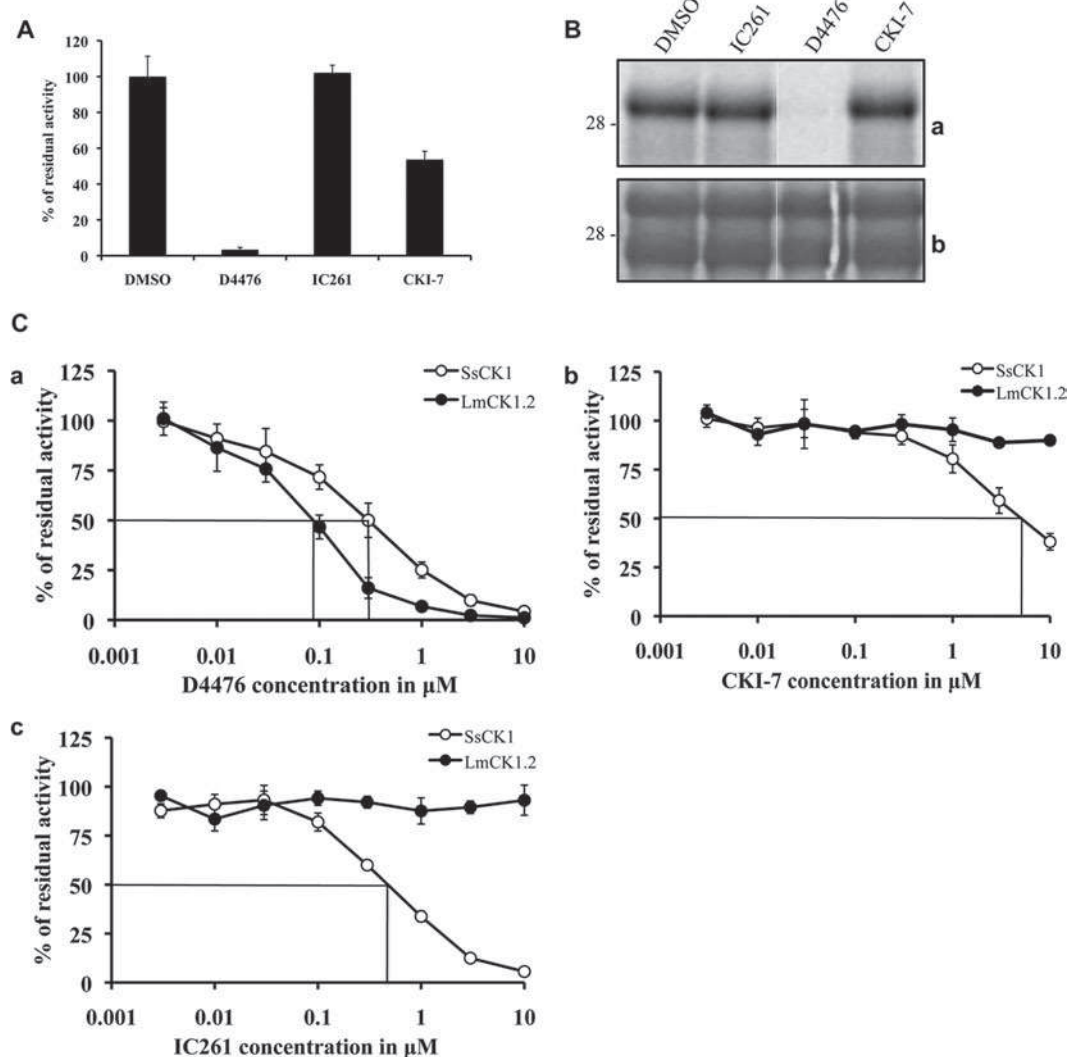 A
% of residual activity
120
100
80
60
40
20
0
DMSO
D4476
IC261
CKI-7
B
DMSO
IC261
D4476
CKI-7
28 -
a
28 -
b
C
a
SsCK1
LmCK1.2
% of residual activity
125
100
75
50
25
0
0.001 0.01 0.1 1 10
D4476 concentration in μM
b
SsCK1
LmCK1.2
% of residual activity
125
100
75
50
25
0
0.001 0.01 0.1 1 10
CKI-7 concentration in μM
c
SsCK1
LmCK1.2
% of residual activity
125
100
75
50
25
0
0.001 0.01 0.1 1 10
IC261 concentration in μM